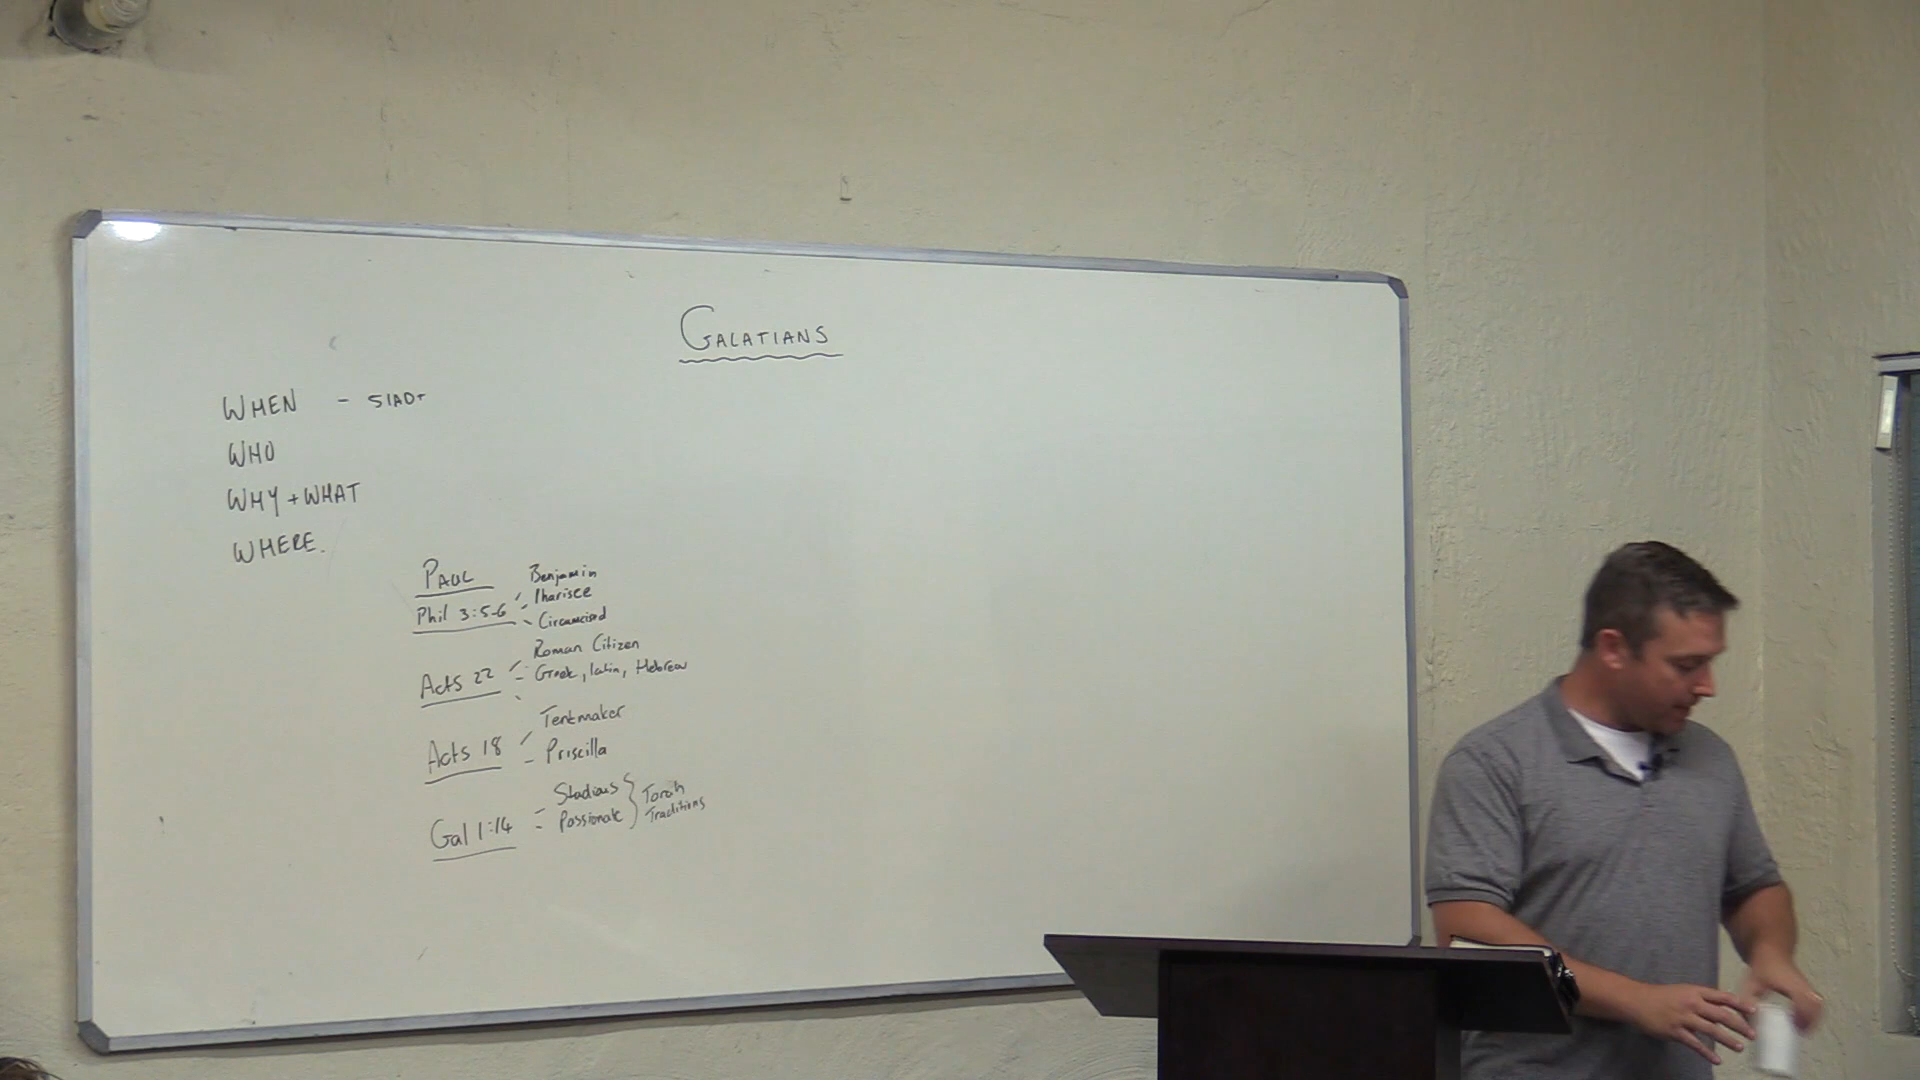 GALATIANS
WHEN - 51AD+
WHO
WHY + WHAT
WHERE.
PAUL
Phil 3:5-6
Benjamin
Pharisee
Circumcised
Acts 22
Roman Citizen
Greek, latin, Hebrew
Acts 18
Tentmaker
Priscilla
Gal 1:14
Studious
Passionate
Torah
Traditions